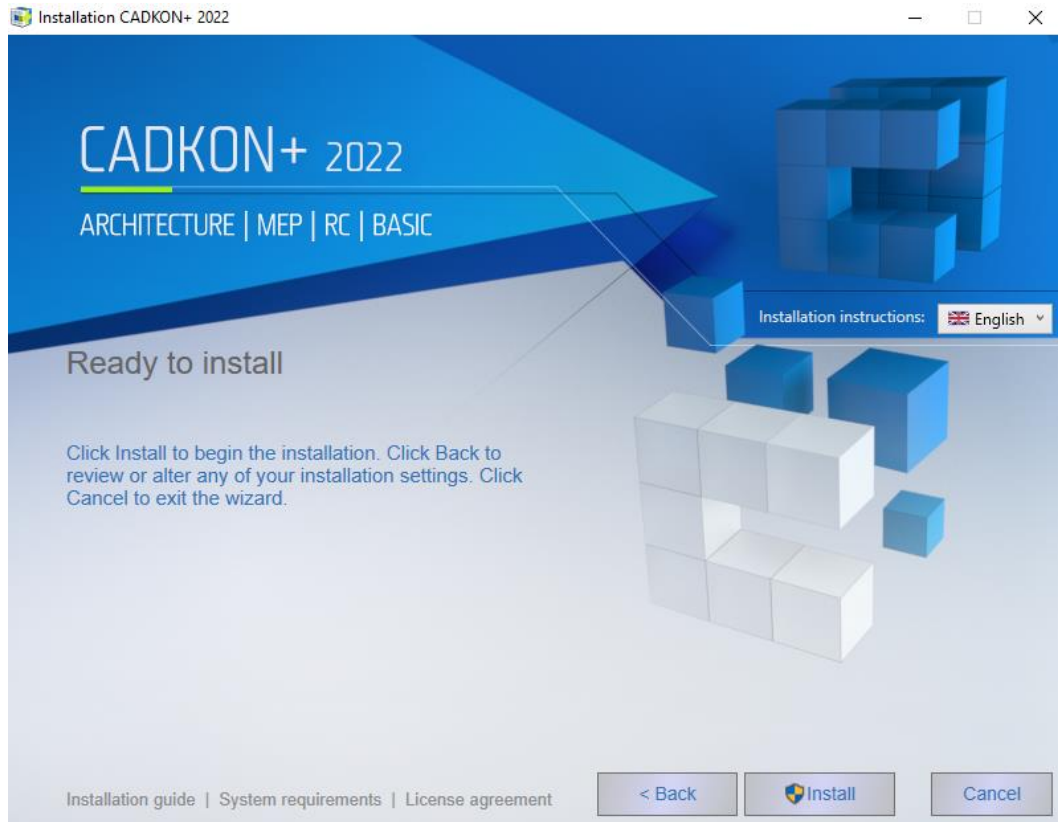 Installation CADKON+ 2022
CADKON+ 2022
ARCHITECTURE | MEP | RC | BASIC
Installation instructions: English
Ready to install
Click Install to begin the installation. Click Back to
review or alter any of your installation settings. Click
Cancel to exit the wizard.
Installation guide | System requirements | License agreement
< Back Install Cancel